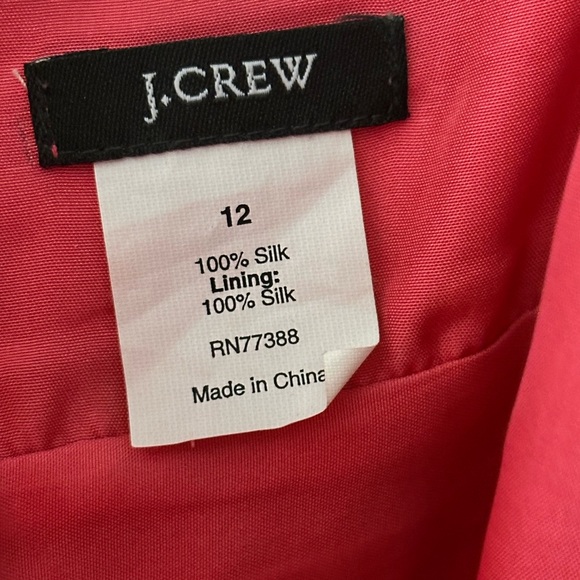 J.CREW
12
100% Silk
Lining:
100% Silk
RN77388
Made in China